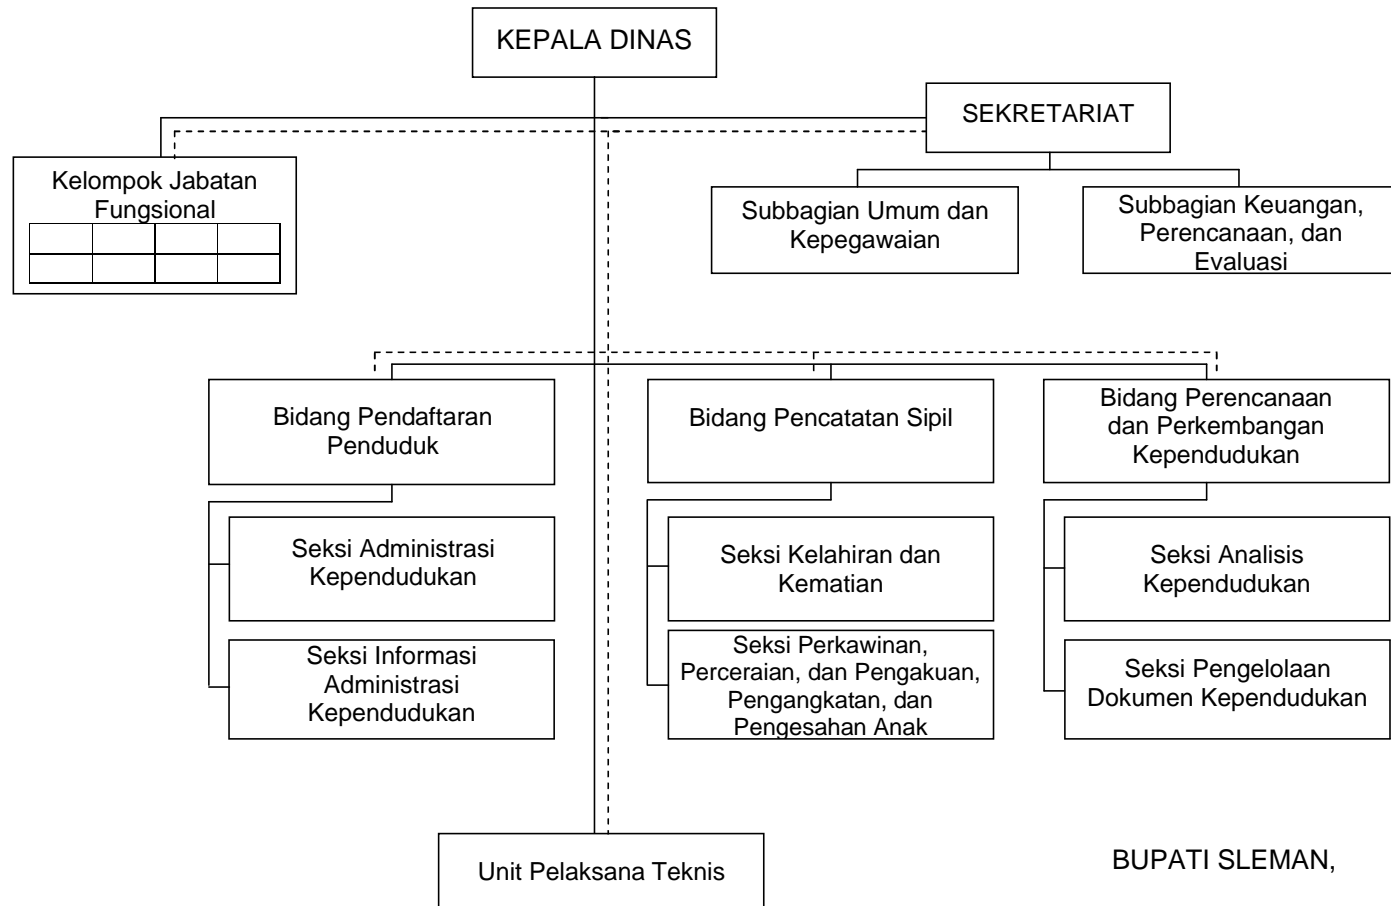 KEPALA DINAS
SEKRETARIAT
Kelompok Jabatan
Fungsional
Subbagian Umum dan
Kepegawaian
Subbagian Keuangan,
Perencanaan, dan
Evaluasi
Bidang Pendaftaran
Penduduk
Bidang Pencatatan Sipil
Bidang Perencanaan
dan Perkembangan
Kependudukan
Seksi Administrasi
Kependudukan
Seksi Kelahiran dan
Kematian
Seksi Analisis
Kependudukan
Seksi Informasi
Administrasi
Kependudukan
Seksi Perkawinan,
Perceraian, dan Pengakuan,
Pengangkatan, dan
Pengesahan Anak
Seksi Pengelolaan
Dokumen Kependudukan
Unit Pelaksana Teknis
BUPATI SLEMAN,